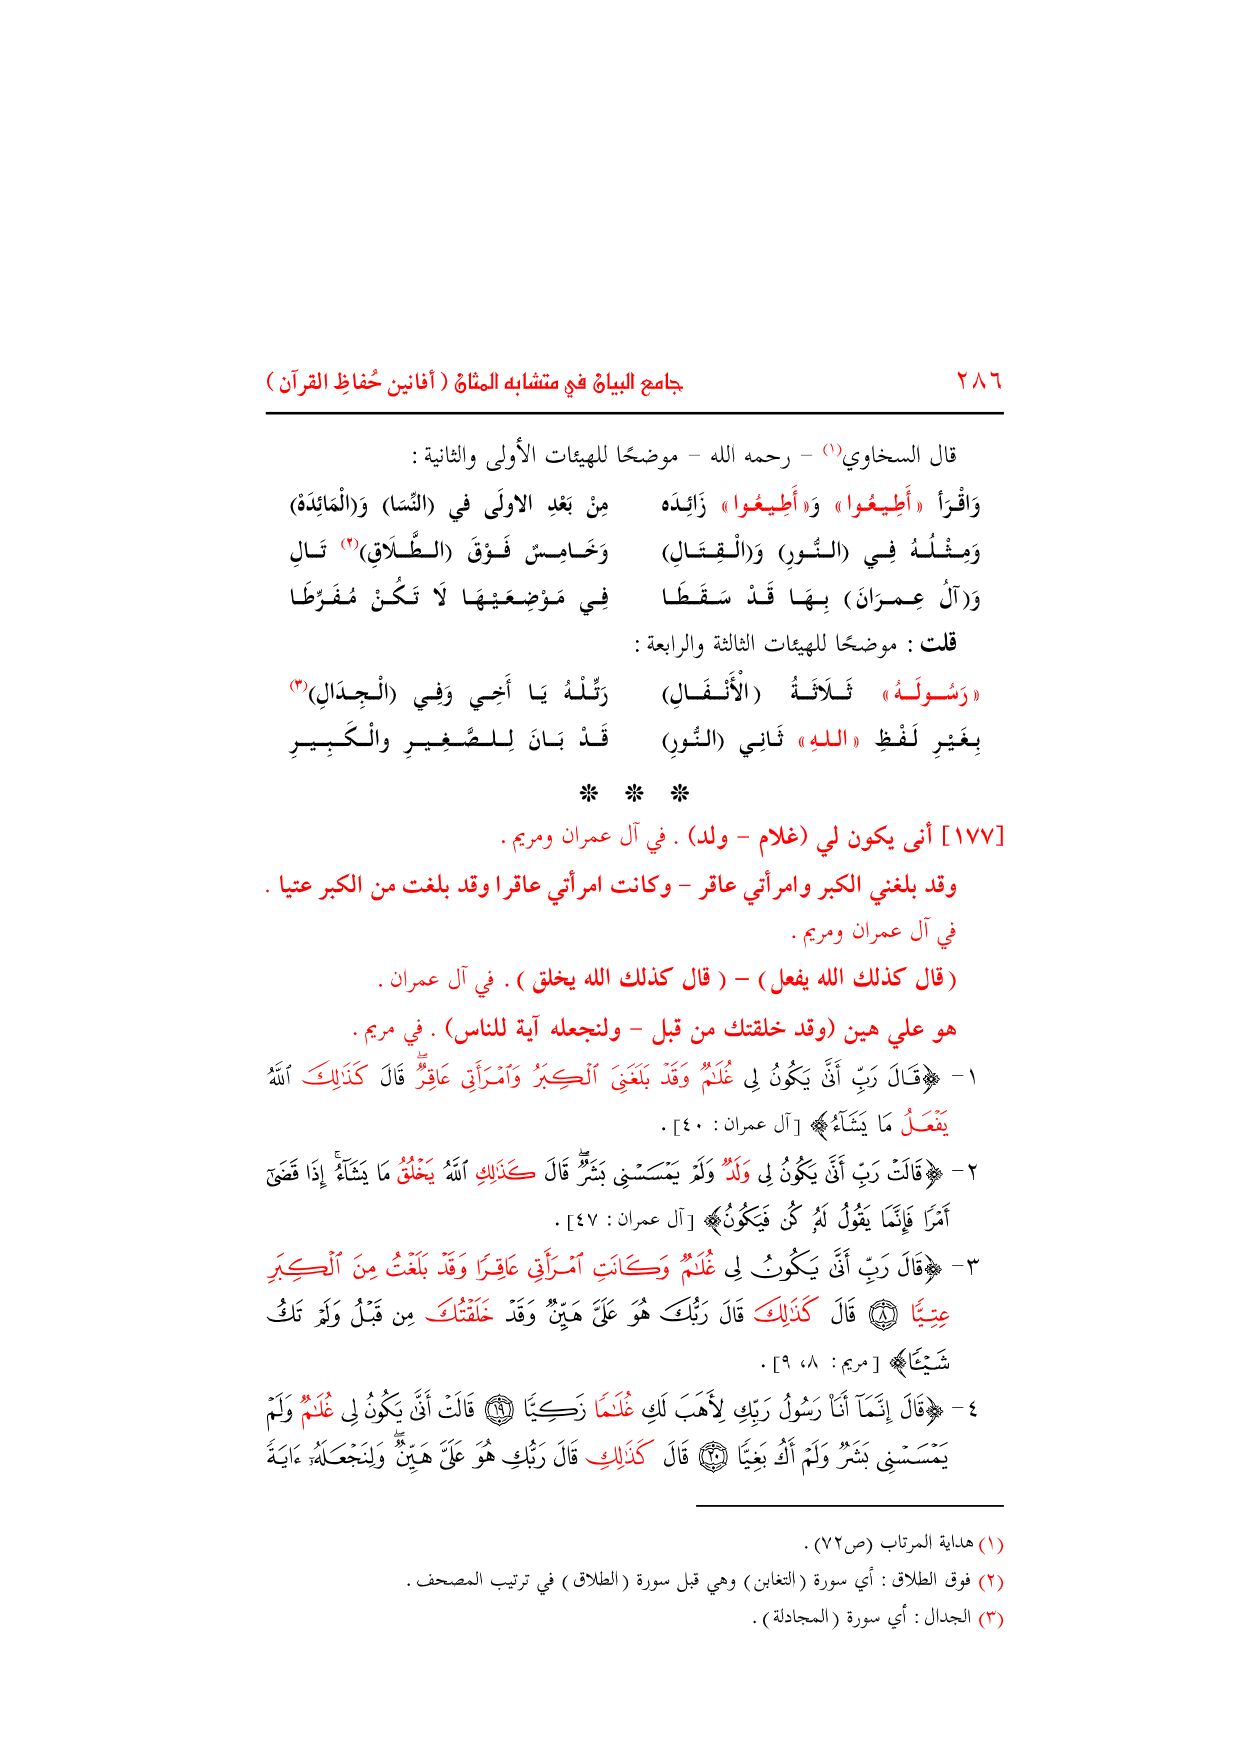 ٢٨٦ جامع البيان في متشابه المثان ( أفانين حُفاظِ القرآن )
قال السخاوي(١) – رحمه الله – موضحًا للهيئات الأولى والثانية :
وَاقْرَأ «أَطِيعُوا» وَ«أَطِيعُوا» زَائِدَه مِنْ بَعْدِ الاولَى في (النِّسَا) وَ(الْمَائِدَهْ)
وَمِثْلُهُ فِي (النُّورِ) وَ(الْقِتَالِ) وَخَامِسٌ فَوْقَ (الطَّلَاقِ)(٢) تَالِ
وَ(آلُ عِمرَانَ) بِهَا قَدْ سَقَطَا فِي مَوْضِعَيْهَا لَا تَكُنْ مُفَرِّطَا
قلت : موضحًا للهيئات الثالثة والرابعة :
«رَسُولَهُ» ثَلاثَةُ (الْأَنْفَالِ) رَتِّلْهُ يَا أَخِي وَفِي (الْجِدَالِ)(٣)
بِغَيْرِ لَفْظِ «اللهِ» ثَانِي (النُّورِ) قَدْ بَانَ لِلصَّغِيرِ والْكَبِيرِ
❊ ❊ ❊
[١٧٧] أنى يكون لي (غلام – ولد) . في آل عمران ومريم .
وقد بلغني الكبر وامرأتي عاقر – وكانت امرأتي عاقرا وقد بلغت من الكبر عتيا .
في آل عمران ومريم .
(قال كذلك الله يفعل) – ( قال كذلك الله يخلق ) . في آل عمران .
هو علي هين (وقد خلقتك من قبل – ولنجعله آية للناس) . في مريم .
١– ﴿قَالَ رَبِّ أَنَّىٰ يَكُونُ لِى غُلَٰمٌ وَقَدْ بَلَغَنِىَ ٱلْكِبَرُ وَٱمْرَأَتِى عَاقِرٌ ۖ قَالَ كَذَٰلِكَ ٱللَّهُ
يَفْعَلُ مَا يَشَآءُ﴾ [آل عمران : ٤٠] .
٢– ﴿قَالَتْ رَبِّ أَنَّىٰ يَكُونُ لِى وَلَدٌ وَلَمْ يَمْسَسْنِى بَشَرٌ ۖ قَالَ كَذَٰلِكِ ٱللَّهُ يَخْلُقُ مَا يَشَآءُ ۚ إِذَا قَضَىٰٓ
أَمْرًا فَإِنَّمَا يَقُولُ لَهُۥ كُن فَيَكُونُ﴾ [آل عمران : ٤٧] .
٣– ﴿قَالَ رَبِّ أَنَّىٰ يَكُونُ لِى غُلَٰمٌ وَكَانَتِ ٱمْرَأَتِى عَاقِرًا وَقَدْ بَلَغْتُ مِنَ ٱلْكِبَرِ
عِتِيًّا ٨ قَالَ كَذَٰلِكَ قَالَ رَبُّكَ هُوَ عَلَىَّ هَيِّنٌ وَقَدْ خَلَقْتُكَ مِن قَبْلُ وَلَمْ تَكُ
شَيْـًٔا﴾ [مريم : ٨، ٩] .
٤– ﴿قَالَ إِنَّمَآ أَنَا۠ رَسُولُ رَبِّكِ لِأَهَبَ لَكِ غُلَٰمًا زَكِيًّا ١٩ قَالَتْ أَنَّىٰ يَكُونُ لِى غُلَٰمٌ وَلَمْ
يَمْسَسْنِى بَشَرٌ وَلَمْ أَكُ بَغِيًّا ٢٠ قَالَ كَذَٰلِكِ قَالَ رَبُّكِ هُوَ عَلَىَّ هَيِّنٌ ۖ وَلِنَجْعَلَهُۥٓ ءَايَةً
(١) هداية المرتاب (ص٧٢) .
(٢) فوق الطلاق : أي سورة (التغابن) وهي قبل سورة (الطلاق) في ترتيب المصحف .
(٣) الجدال : أي سورة (المجادلة) .